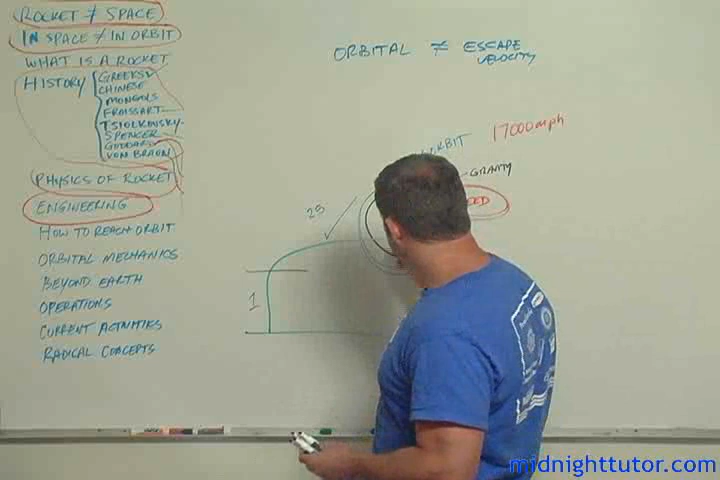 ROCKET ≠ SPACE
IN SPACE ≠ IN ORBIT
WHAT IS A ROCKET
HISTORY
GREEKS
CHINESE
MONGOLS
FROISSART
TSIOLKOVSKY
SPENCER
GODDARD
VON BRAUN
PHYSICS OF ROCKET
ENGINEERING
HOW TO REACH ORBIT
ORBITAL MECHANICS
BEYOND EARTH
OPERATIONS
CURRENT ACTIVITIES
RADICAL CONCEPTS
ORBITAL ≠ ESCAPE
VELOCITY
17000mph
ORBIT
GRAVITY
25
1
midnighttutor.com